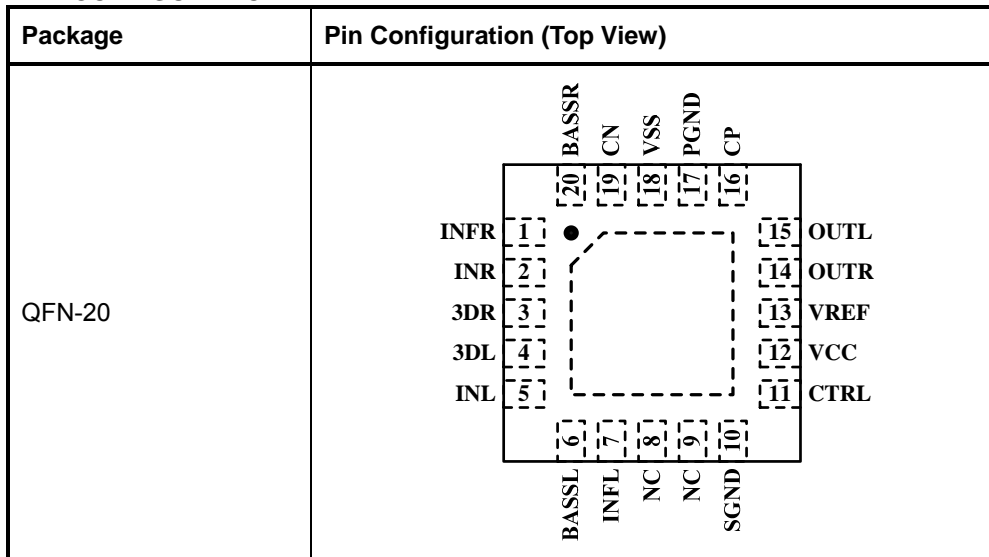 Package
Pin Configuration (Top View)
QFN-20
BASSR
CN
VSS
PGND
CP
20
19
18
17
16
INFR 1
INR 2
3DR 3
3DL 4
INL 5
15 OUTL
14 OUTR
13 VREF
12 VCC
11 CTRL
6
7
8
9
10
BASSL
INFL
NC
NC
SGND